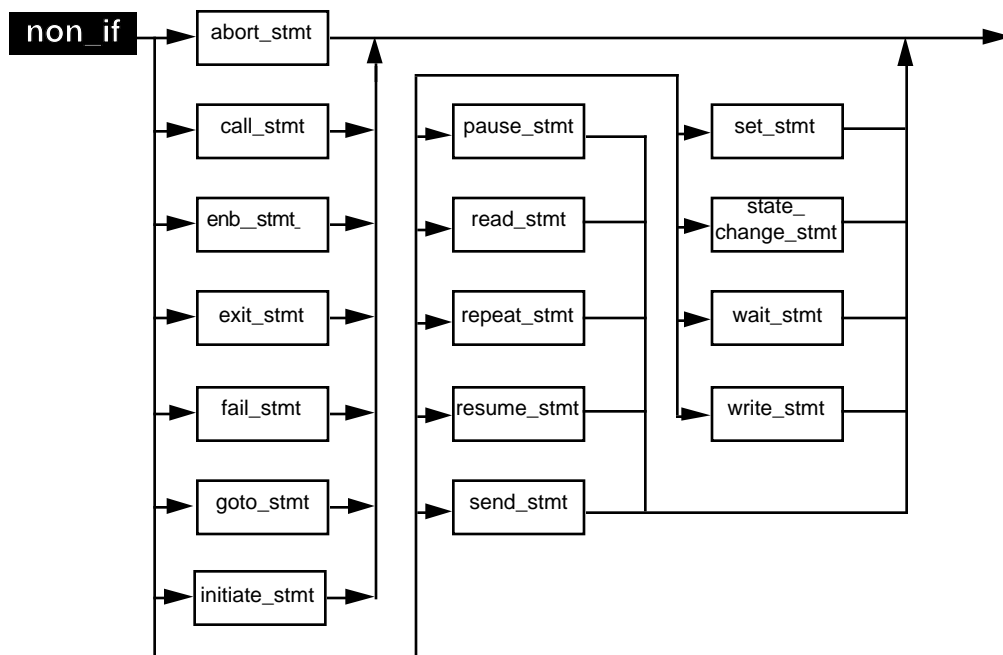 non_if
abort_stmt
call_stmt
enb__stmt_
exit_stmt
fail_stmt
goto_stmt
initiate_stmt
pause_stmt
read_stmt
repeat_stmt
resume_stmt
send_stmt
set_stmt
state_
change_stmt
wait_stmt
write_stmt